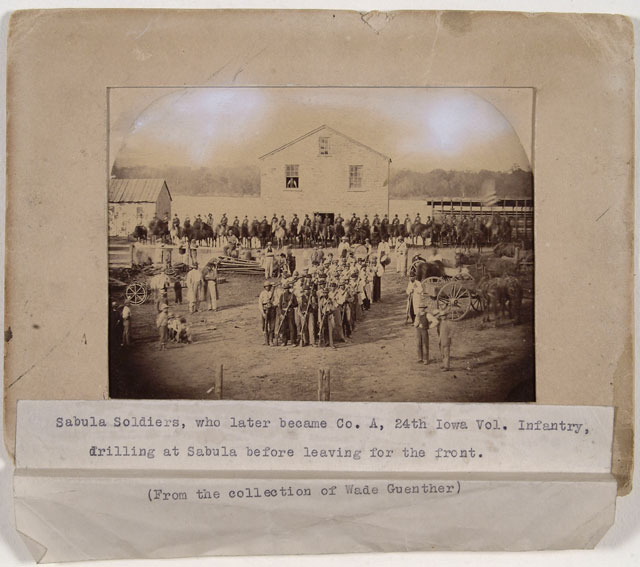 Sabula Soldiers, who later became Co. A, 24th Iowa Vol. Infantry,
drilling at Sabula before leaving for the front.
(From the collection of Wade Guenther)